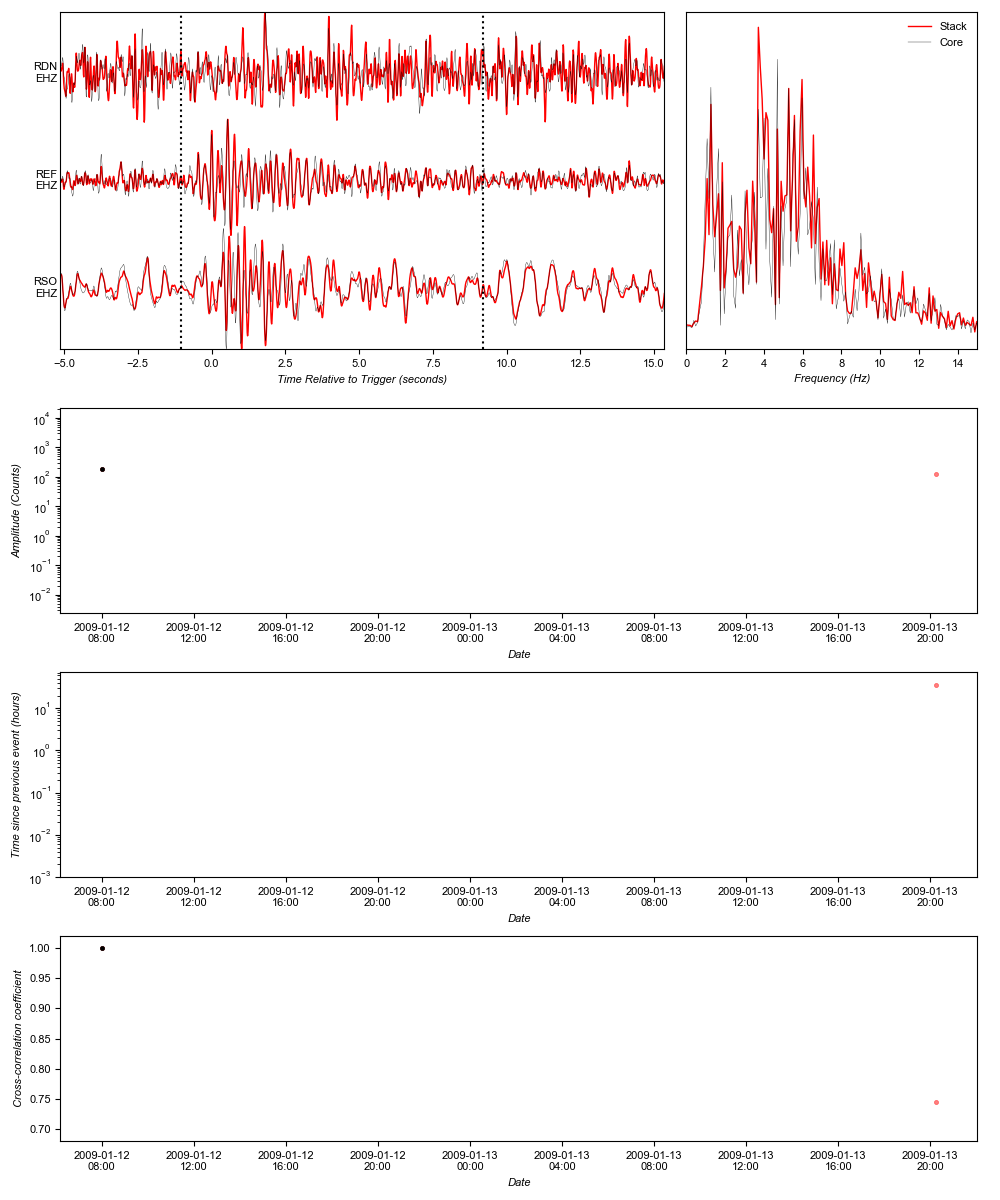 RDN
EHZ
REF
EHZ
RSO
EHZ
−5.0 −2.5 0.0 2.5 5.0 7.5 10.0 12.5 15.0
Time Relative to Trigger (seconds)
Stack
Core
0 2 4 6 8 10 12 14
Frequency (Hz)
10⁴
10³
10²
10¹
10⁰
10⁻¹
10⁻²
Amplitude (Counts)
2009-01-12 2009-01-12 2009-01-12 2009-01-12 2009-01-13 2009-01-13 2009-01-13 2009-01-13 2009-01-13 2009-01-13
08:00 12:00 16:00 20:00 00:00 04:00 08:00 12:00 16:00 20:00
Date
10¹
10⁰
10⁻¹
10⁻²
10⁻³
Time since previous event (hours)
2009-01-12 2009-01-12 2009-01-12 2009-01-12 2009-01-13 2009-01-13 2009-01-13 2009-01-13 2009-01-13 2009-01-13
08:00 12:00 16:00 20:00 00:00 04:00 08:00 12:00 16:00 20:00
Date
1.00
0.95
0.90
0.85
0.80
0.75
0.70
Cross-correlation coefficient
2009-01-12 2009-01-12 2009-01-12 2009-01-12 2009-01-13 2009-01-13 2009-01-13 2009-01-13 2009-01-13 2009-01-13
08:00 12:00 16:00 20:00 00:00 04:00 08:00 12:00 16:00 20:00
Date